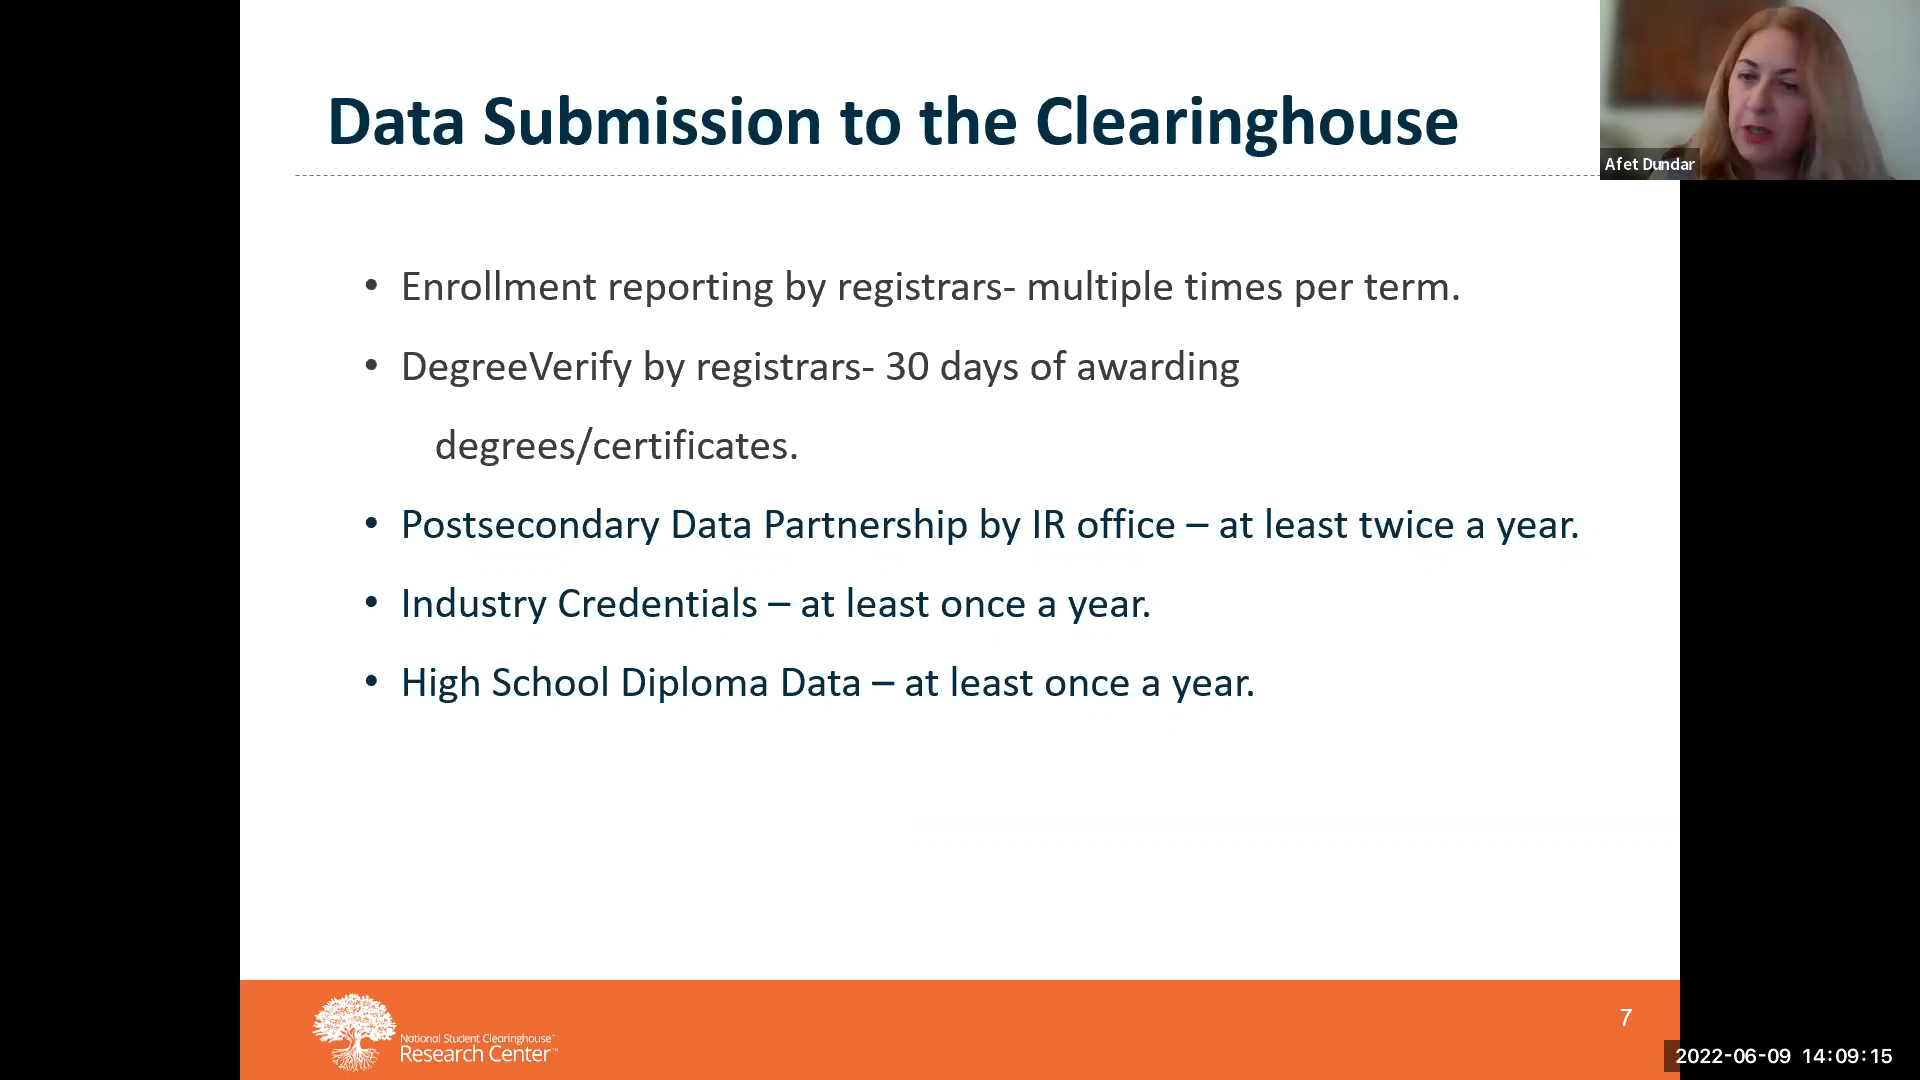 Data Submission to the Clearinghouse
Afet Dundar
• Enrollment reporting by registrars- multiple times per term.
• DegreeVerify by registrars- 30 days of awarding
degrees/certificates.
• Postsecondary Data Partnership by IR office – at least twice a year.
• Industry Credentials – at least once a year.
• High School Diploma Data – at least once a year.
National Student Clearinghouse™
Research Center™
7
2022-06-09 14:09:15